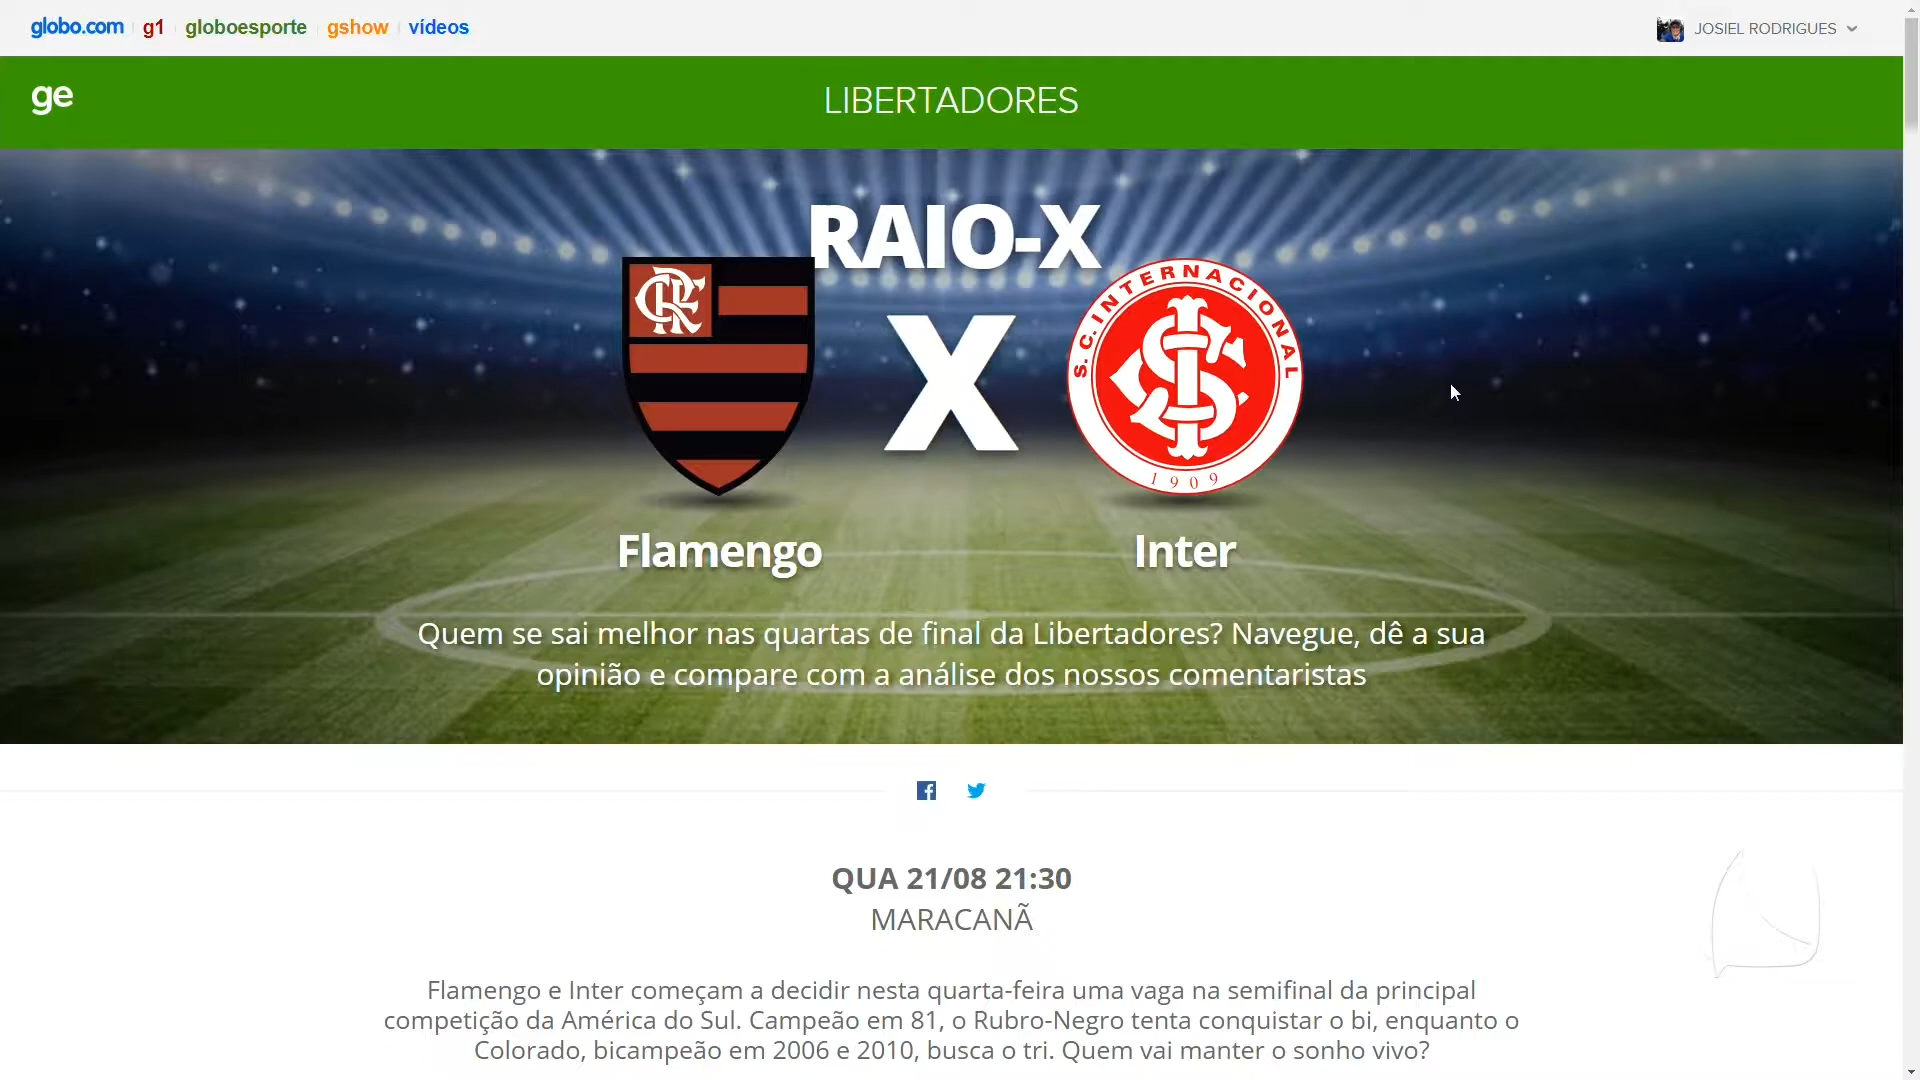 globo.com g1 globoesporte gshow vídeos JOSIEL RODRIGUES
ge LIBERTADORES
RAIO-X
CRF
X
S. C. INTERNACIONAL
SCI
1909
Flamengo Inter
Quem se sai melhor nas quartas de final da Libertadores? Navegue, dê a sua
opinião e compare com a análise dos nossos comentaristas
QUA 21/08 21:30
MARACANÃ
Flamengo e Inter começam a decidir nesta quarta-feira uma vaga na semifinal da principal
competição da América do Sul. Campeão em 81, o Rubro-Negro tenta conquistar o bi, enquanto o
Colorado, bicampeão em 2006 e 2010, busca o tri. Quem vai manter o sonho vivo?